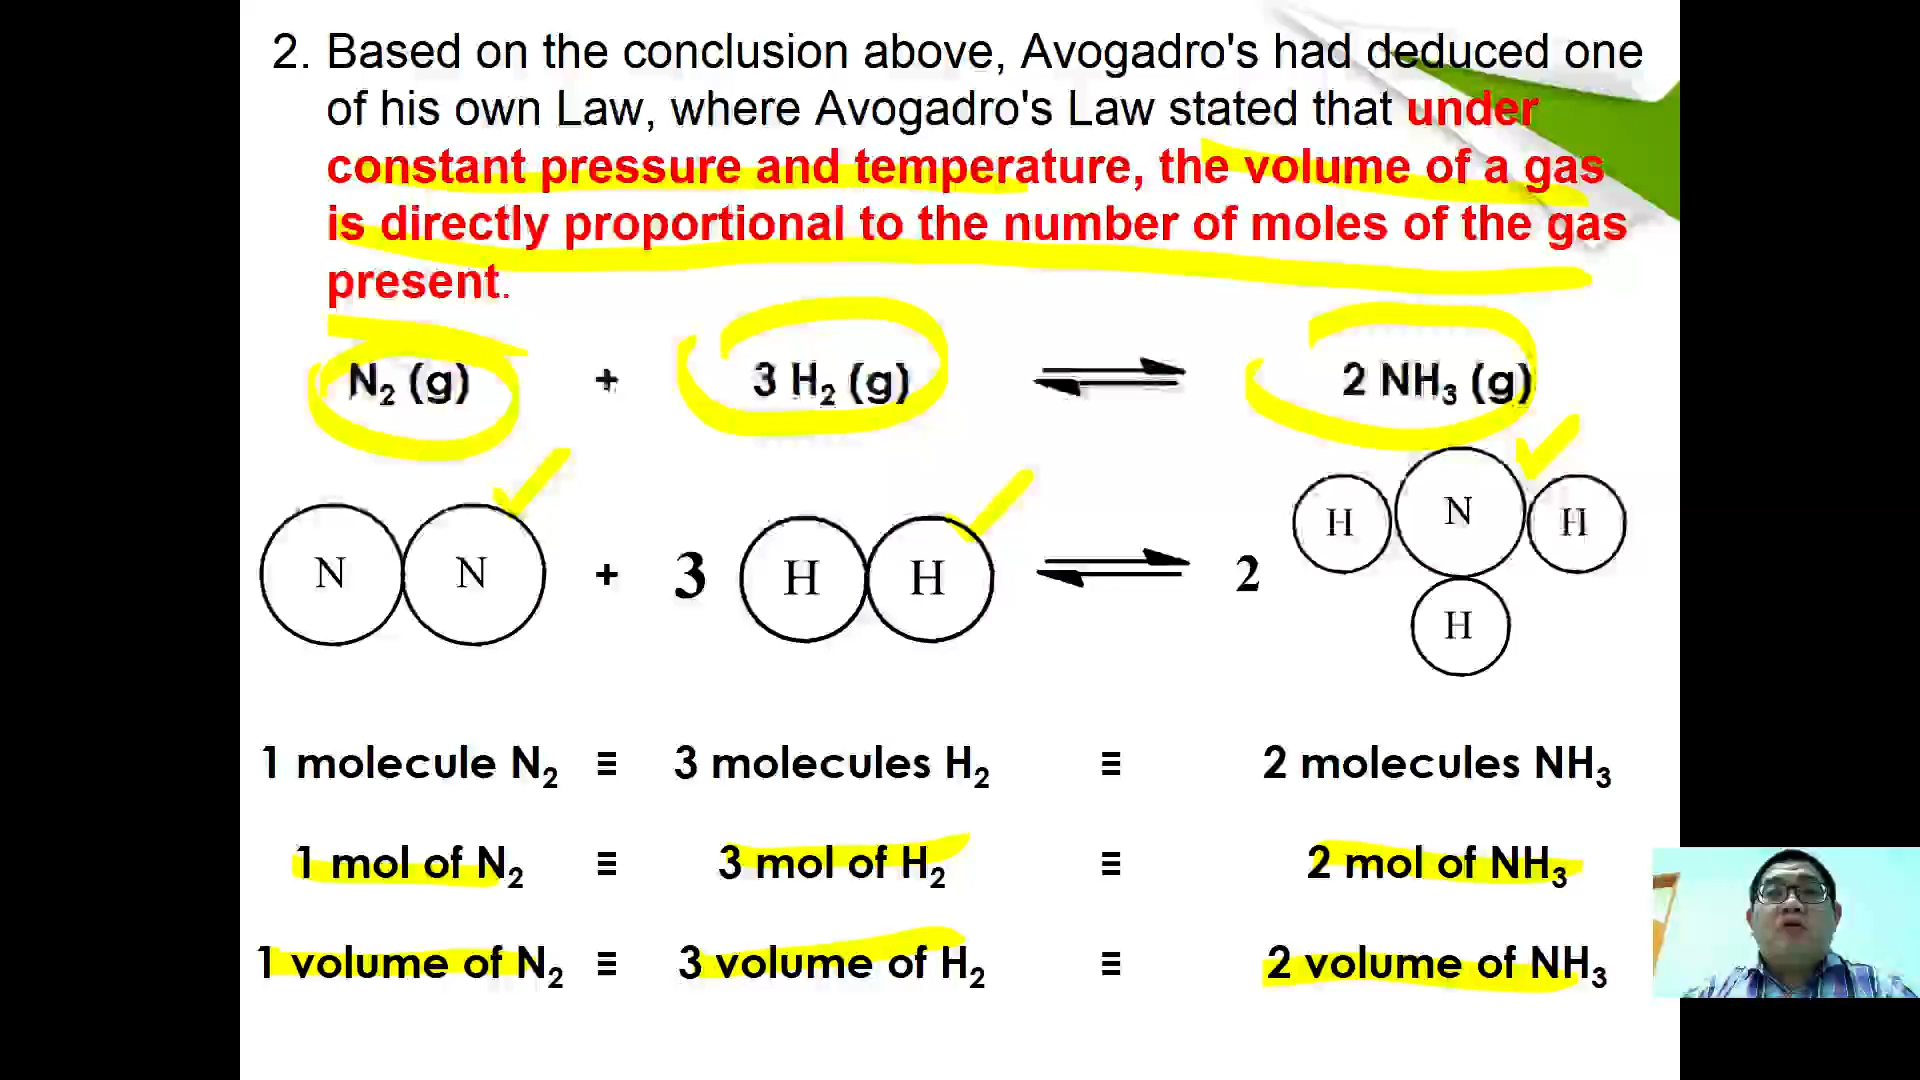 2. Based on the conclusion above, Avogadro's had deduced one
of his own Law, where Avogadro's Law stated that under
constant pressure and temperature, the volume of a gas
is directly proportional to the number of moles of the gas
present.
N₂ (g) + 3 H₂ (g) ⇌ 2 NH₃ (g)
N N + 3 H H ⇌ 2 H N H
H
1 molecule N₂ ≡ 3 molecules H₂ ≡ 2 molecules NH₃
1 mol of N₂ ≡ 3 mol of H₂ ≡ 2 mol of NH₃
1 volume of N₂ ≡ 3 volume of H₂ ≡ 2 volume of NH₃